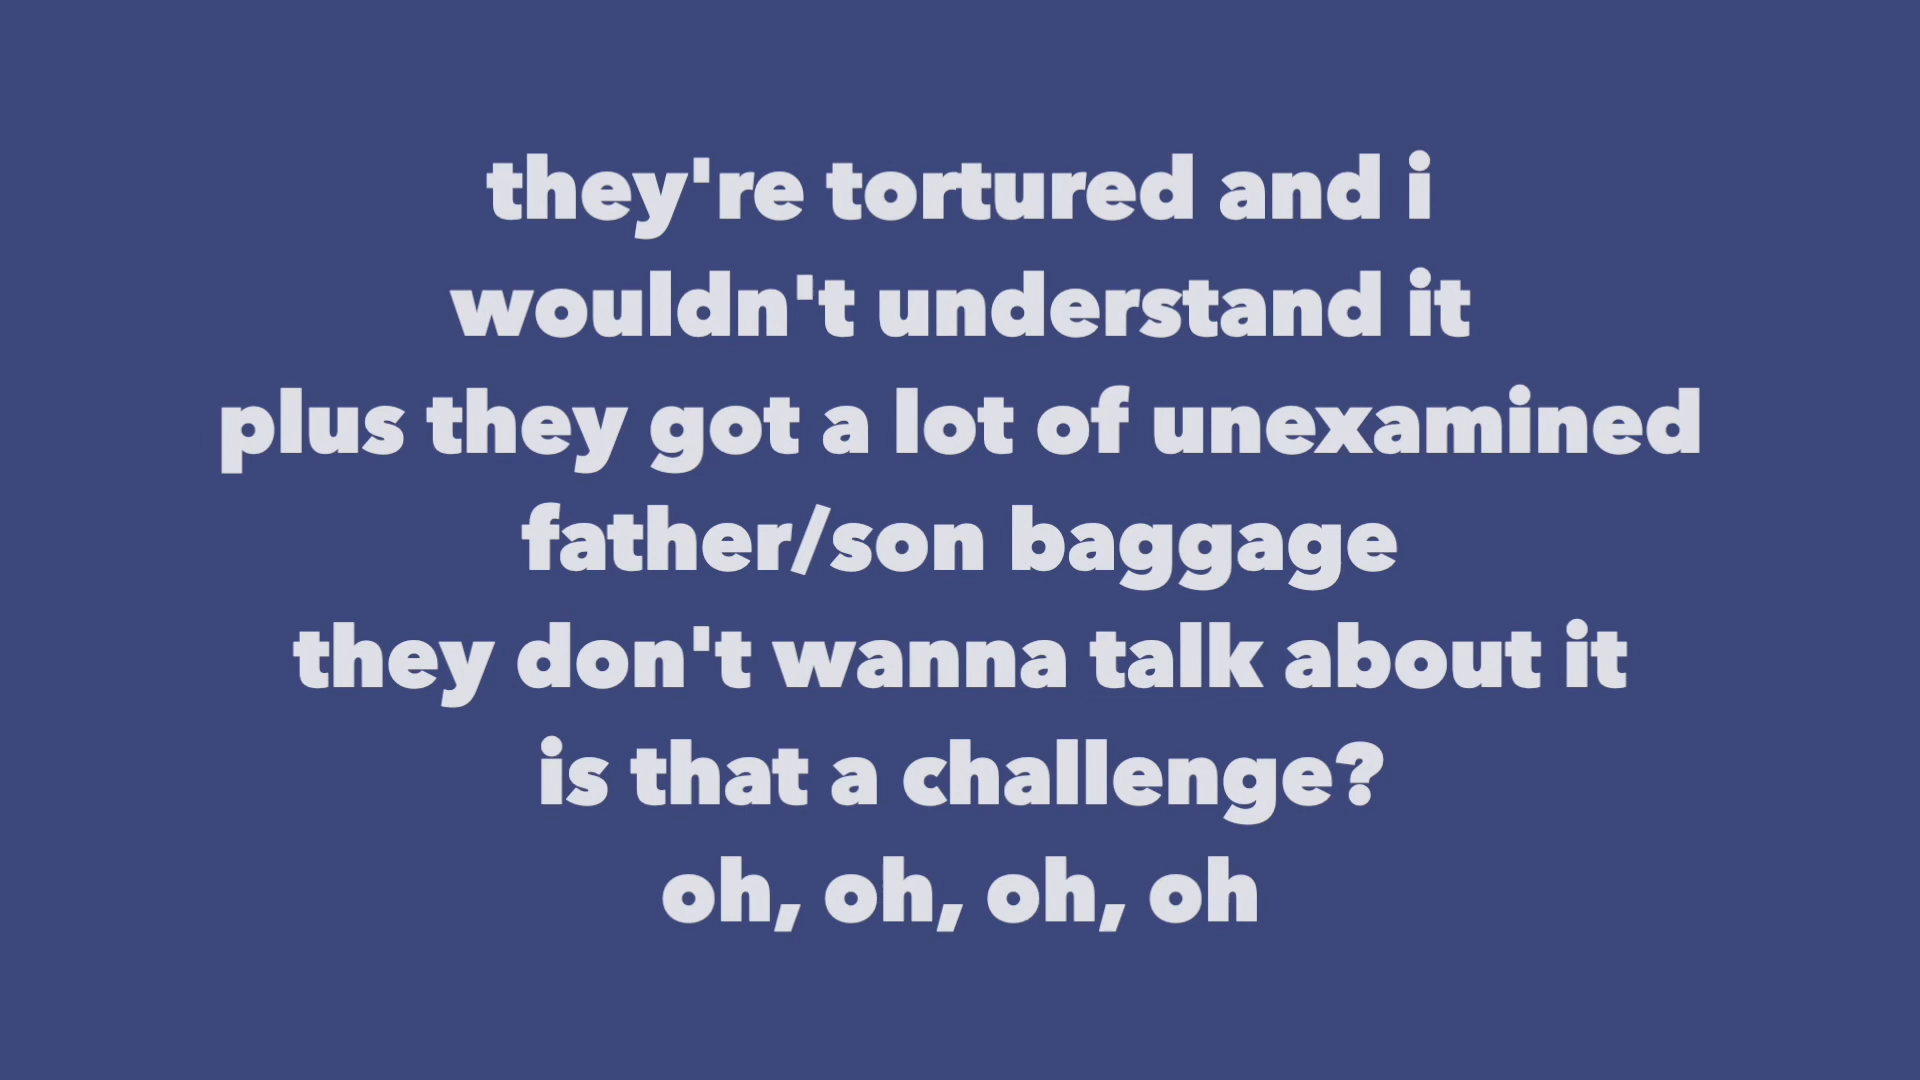 they're tortured and i
wouldn't understand it
plus they got a lot of unexamined
father/son baggage
they don't wanna talk about it
is that a challenge?
oh, oh, oh, oh